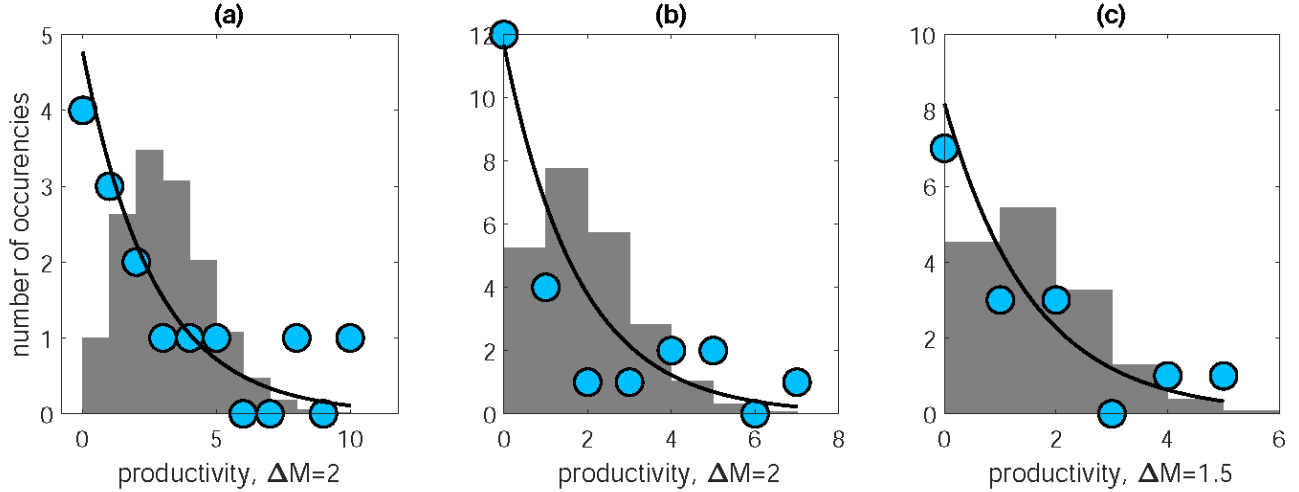 (a)
5
4
3
2
1
0
0 5 10
number of occurencies
productivity, ΔM=2
(b)
12
10
8
6
4
2
0
0 2 4 6 8
productivity, ΔM=2
(c)
10
8
6
4
2
0
0 2 4 6
productivity, ΔM=1.5